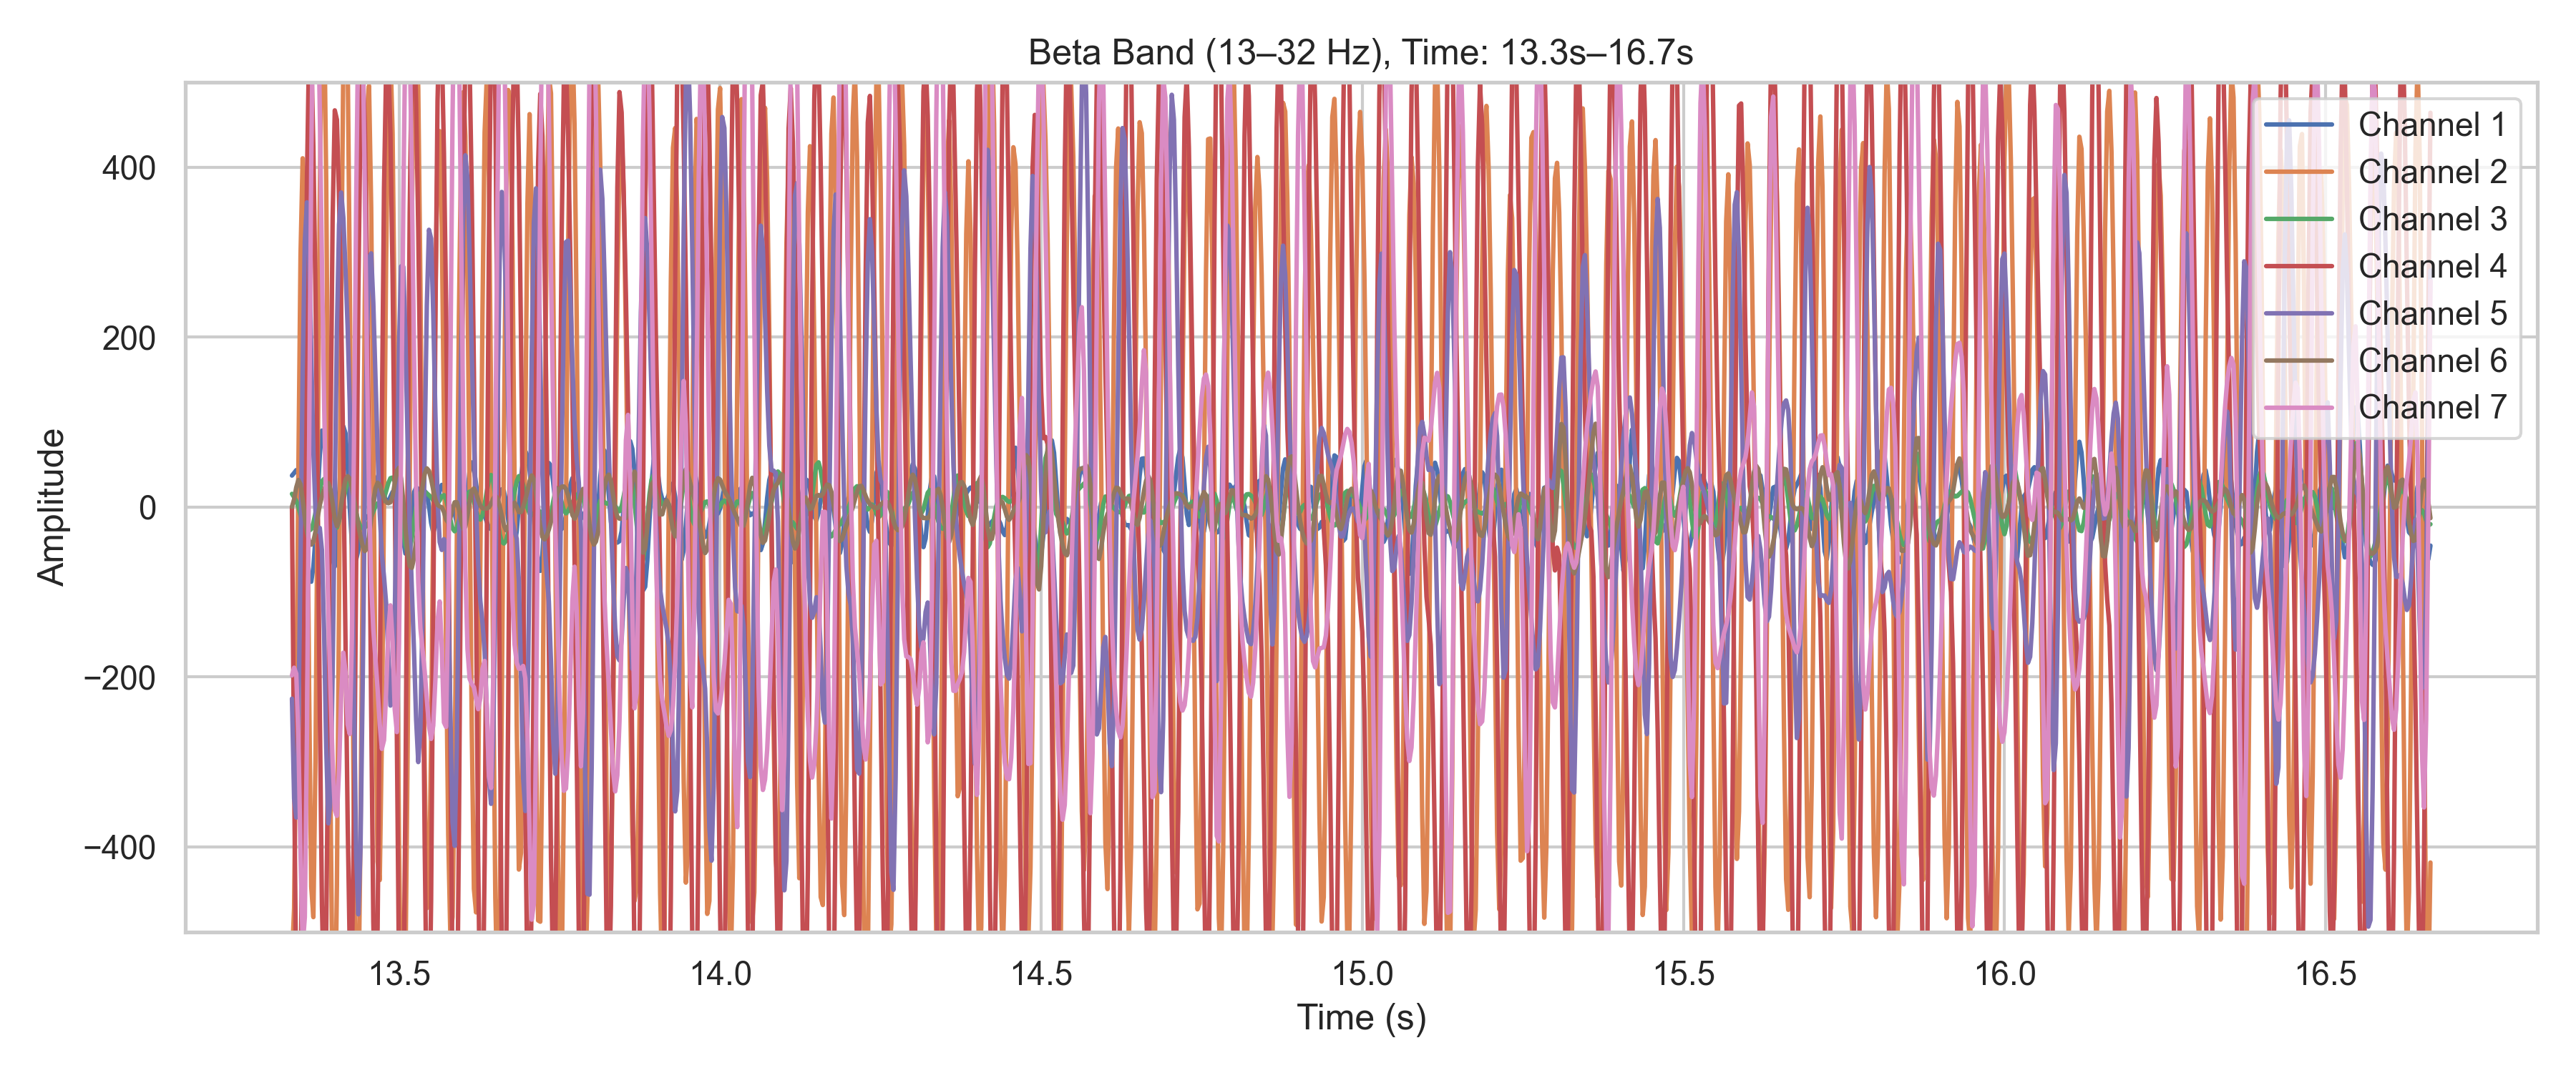 Beta Band (13–32 Hz), Time: 13.3s–16.7s
Amplitude
400
200
0
−200
−400
13.5
14.0
14.5
15.0
15.5
16.0
16.5
Time (s)
Channel 1
Channel 2
Channel 3
Channel 4
Channel 5
Channel 6
Channel 7